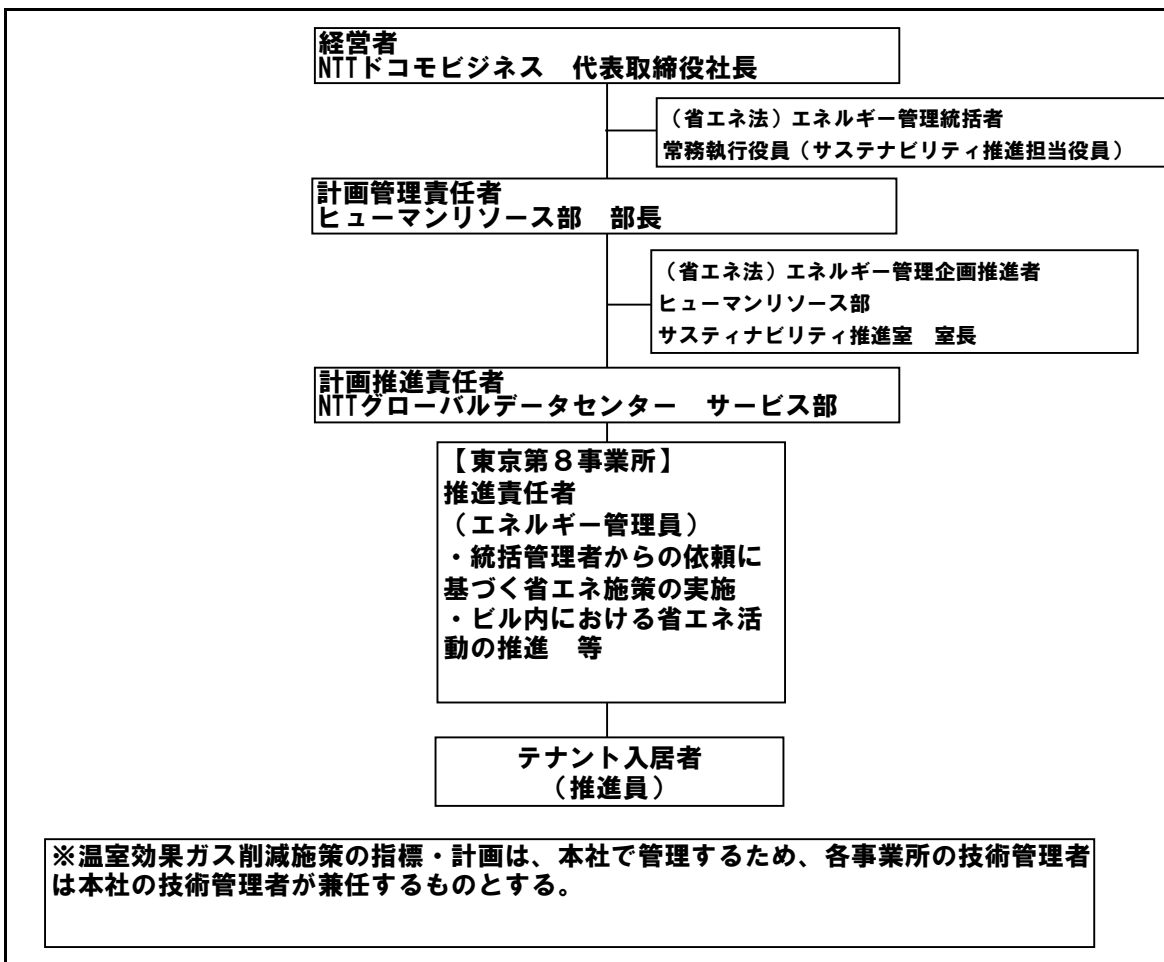 経営者
NTTドコモビジネス　代表取締役社長
（省エネ法）エネルギー管理統括者
常務執行役員（サステナビリティ推進担当役員）
計画管理責任者
ヒューマンリソース部　部長
（省エネ法）エネルギー管理企画推進者
ヒューマンリソース部
サスティナビリティ推進室　室長
計画推進責任者
NTTグローバルデータセンター　サービス部
【東京第８事業所】
推進責任者
（エネルギー管理員）
・統括管理者からの依頼に
基づく省エネ施策の実施
・ビル内における省エネ活
動の推進　等
テナント入居者
（推進員）
※温室効果ガス削減施策の指標・計画は、本社で管理するため、各事業所の技術管理者
は本社の技術管理者が兼任するものとする。